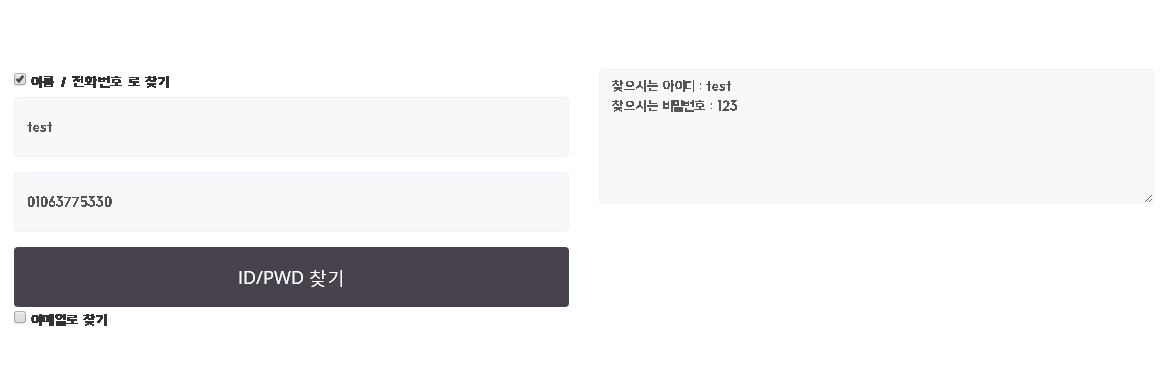 이름 / 전화번호 로 찾기
test
01063775330
ID/PWD 찾기
이메일로 찾기
찾으시는 아이디 : test
찾으시는 비밀번호 : 123